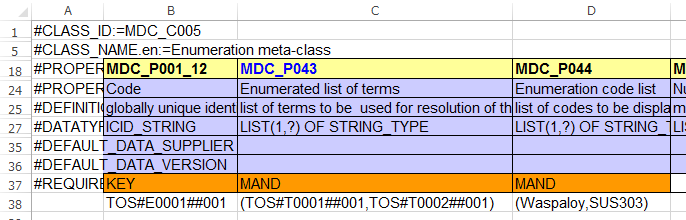 A B C D
1 #CLASS_ID:=MDC_C005
5 #CLASS_NAME.en:=Enumeration meta-class
18 #PROPER MDC_P001_12 MDC_P043 MDC_P044 M
24 #PROPER Code Enumerated list of terms Enumeration code list Nu
25 #DEFINITIO globally unique ident list of terms to be used for resolution of th list of codes to be displa m
27 #DATATYP ICID_STRING LIST(1,?) OF STRING_TYPE LIST(1,?) OF STRING_T LIS
35 #DEFAULT_DATA_SUPPLIER
36 #DEFAULT_DATA_VERSION
37 #REQUIRE KEY MAND MAND
38 TOS#E0001##001 (TOS#T0001##001,TOS#T0002##001) (Waspaloy,SUS303)